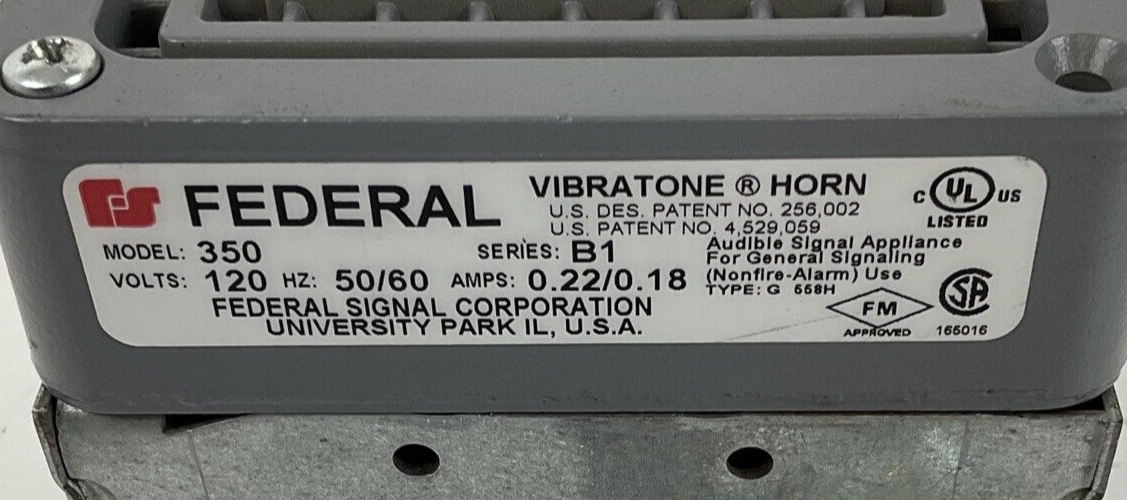 FS FEDERAL
VIBRATONE ® HORN
U.S. DES. PATENT NO. 256,002
U.S. PATENT NO. 4,529,059
MODEL: 350 SERIES: B1
VOLTS: 120 HZ: 50/60 AMPS: 0.22/0.18
FEDERAL SIGNAL CORPORATION
UNIVERSITY PARK IL, U.S.A.
Audible Signal Appliance
For General Signaling
(Nonfire-Alarm) Use
TYPE: G 558H
C UL US
LISTED
FM
APPROVED
SA
165016